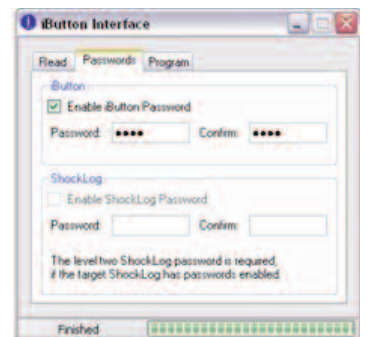 iButton Interface
Read Passwords Program
iButton
Enable iButton Password
Password: •••• Confirm: ••••
ShockLog
Enable ShockLog Password
Password: Confirm:
The level two ShockLog password is required,
if the target ShockLog has passwords enabled.
Finished